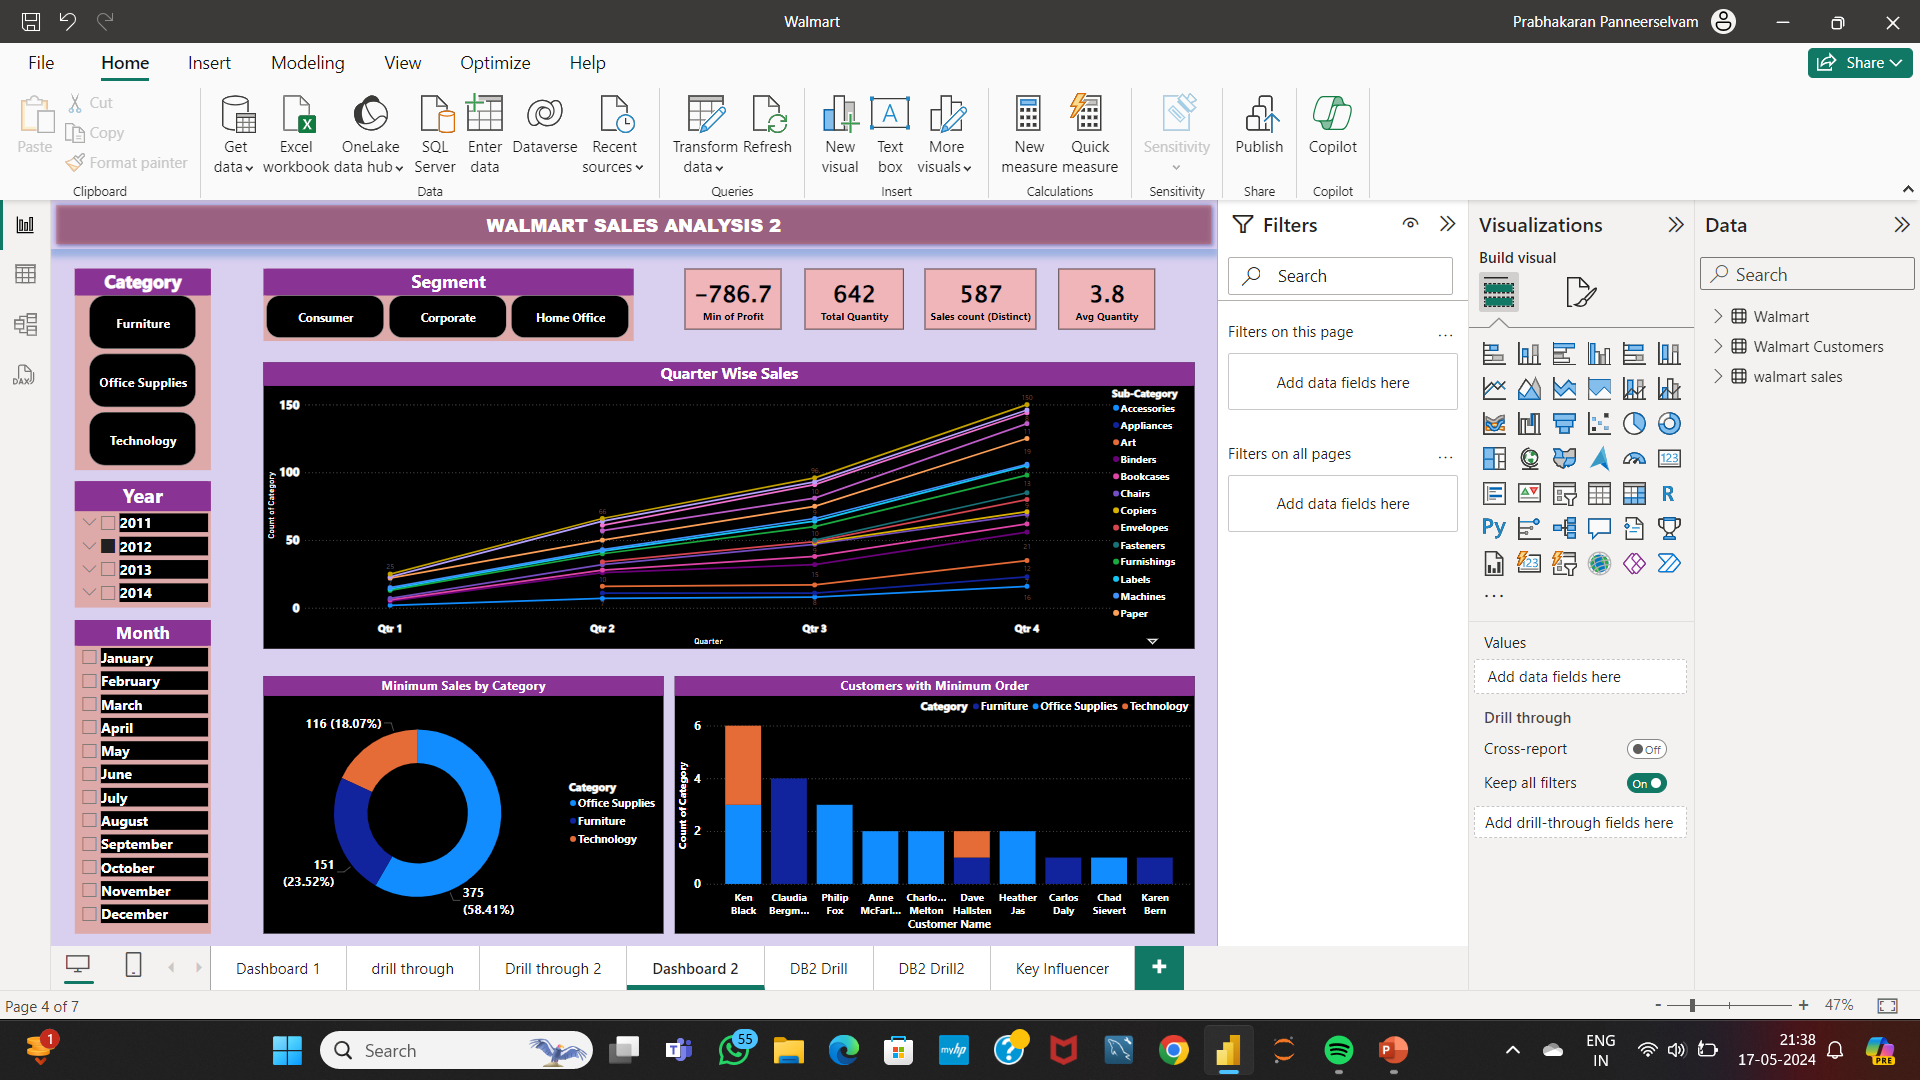 Walmart
Prabhakaran Panneerselvam
File
Home
Insert
Modeling
View
Optimize
Help
Share
Paste
Cut
Copy
Format painter
Clipboard
Get data
Excel workbook
OneLake data hub
SQL Server
Enter data
Dataverse
Recent sources
Data
Transform data
Refresh
Queries
New visual
Text box
More visuals
Insert
New measure
Quick measure
Calculations
Sensitivity
Sensitivity
Publish
Share
Copilot
Copilot
WALMART SALES ANALYSIS 2
Category
Furniture
Office Supplies
Technology
Year
2011
2012
2013
2014
Month
January
February
March
April
May
June
July
August
September
October
November
December
Segment
Consumer
Corporate
Home Office
-786.7
Min of Profit
642
Total Quantity
587
Sales count (Distinct)
3.8
Avg Quantity
Quarter Wise Sales
Count of Category
150
100
50
0
Qtr 1
Qtr 2
Qtr 3
Qtr 4
Quarter
Sub-Category
Accessories
Appliances
Art
Binders
Bookcases
Chairs
Copiers
Envelopes
Fasteners
Furnishings
Labels
Machines
Paper
Minimum Sales by Category
116 (18.07%)
151
(23.52%)
375
(58.41%)
Category
Office Supplies
Furniture
Technology
Customers with Minimum Order
Category Furniture Office Supplies Technology
Count of Category
6
4
2
0
Ken Black
Claudia Bergm...
Philip Fox
Anne McFarl...
Charlo... Melton
Dave Hallsten
Heather Jas
Carlos Daly
Chad Sievert
Karen Bern
Customer Name
Filters
Search
Filters on this page
...
Add data fields here
Filters on all pages
...
Add data fields here
Visualizations
Build visual
123
R
Py
...
Values
Add data fields here
Drill through
Cross-report
Off
Keep all filters
On
Add drill-through fields here
Data
Search
Walmart
Walmart Customers
walmart sales
DAX
Dashboard 1
drill through
Drill through 2
Dashboard 2
DB2 Drill
DB2 Drill2
Key Influencer
+
Page 4 of 7
-
+
47%
1
Search
55
myhp
ENG
IN
21:38
17-05-2024
PRE